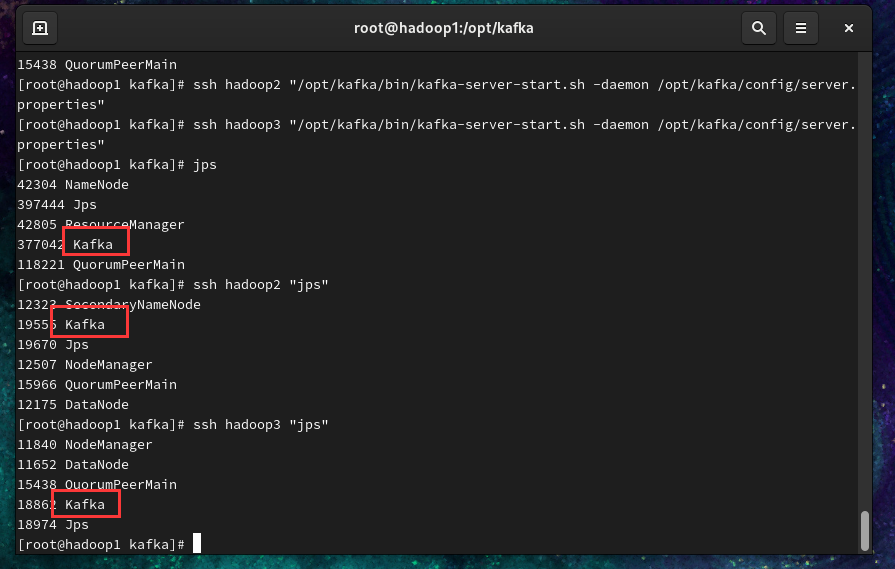 root@hadoop1:/opt/kafka
15438 QuorumPeerMain
[root@hadoop1 kafka]# ssh hadoop2 "/opt/kafka/bin/kafka-server-start.sh -daemon /opt/kafka/config/server.
properties"
[root@hadoop1 kafka]# ssh hadoop3 "/opt/kafka/bin/kafka-server-start.sh -daemon /opt/kafka/config/server.
properties"
[root@hadoop1 kafka]# jps
42304 NameNode
397444 Jps
42805 ResourceManager
377042 Kafka
118221 QuorumPeerMain
[root@hadoop1 kafka]# ssh hadoop2 "jps"
12323 SecondaryNameNode
19555 Kafka
19670 Jps
12507 NodeManager
15966 QuorumPeerMain
12175 DataNode
[root@hadoop1 kafka]# ssh hadoop3 "jps"
11840 NodeManager
11652 DataNode
15438 QuorumPeerMain
18862 Kafka
18974 Jps
[root@hadoop1 kafka]#